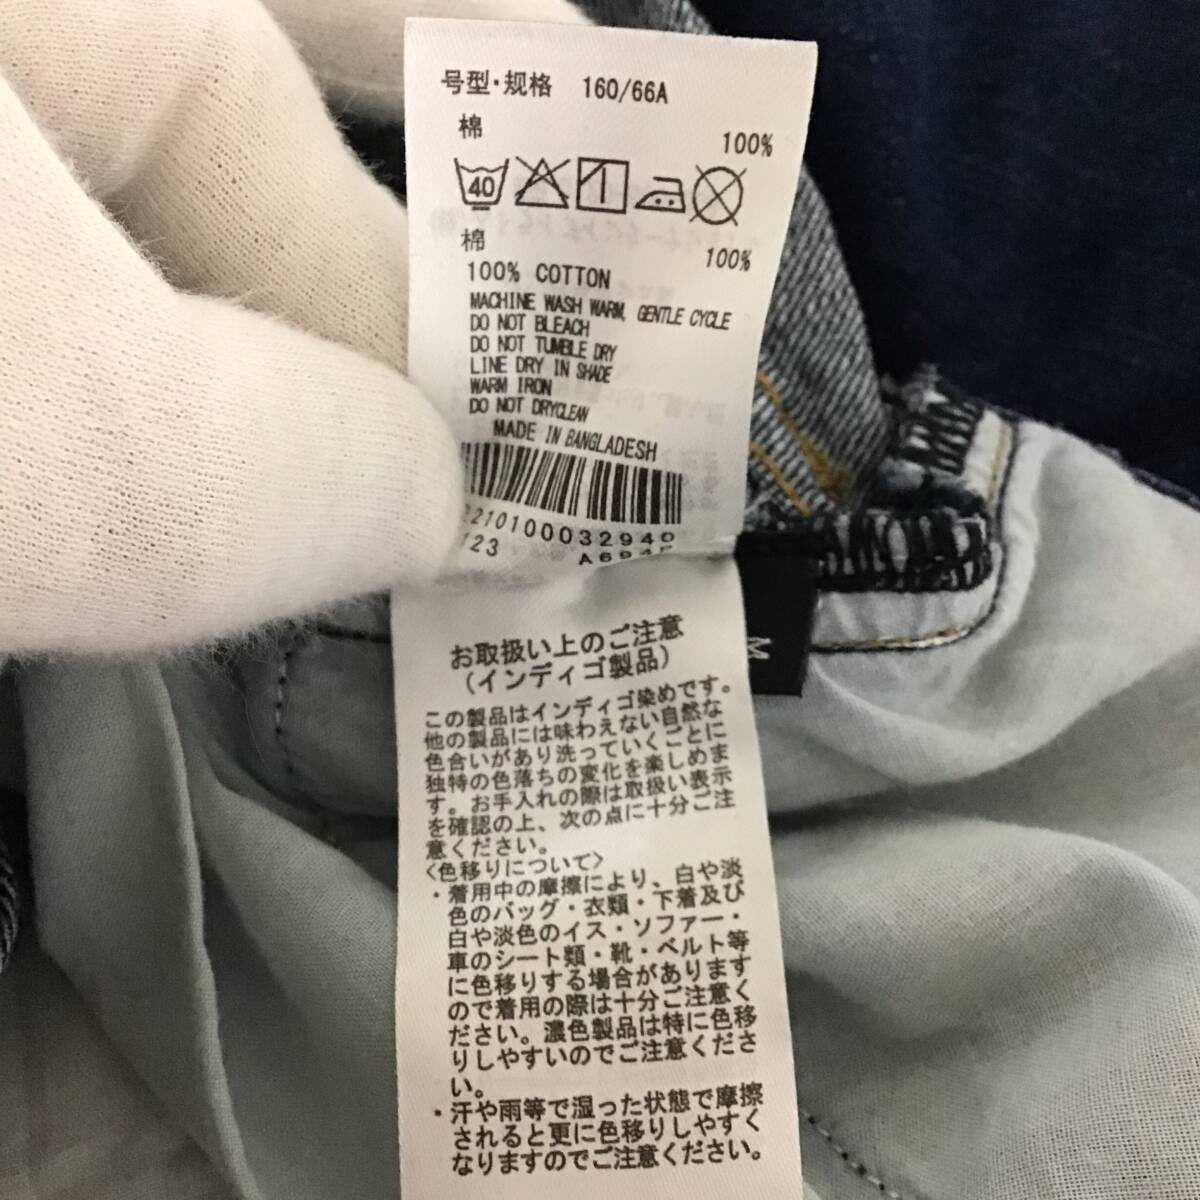 号型・规格 160/66A
棉 100%
40
棉 100%
100% COTTON
MACHINE WASH WARM, GENTLE CYCLE
DO NOT BLEACH
DO NOT TUMBLE DRY
LINE DRY IN SHADE
WARM IRON
DO NOT DRYCLEAN
MADE IN BANGLADESH
2210100032940
123
M
お取扱い上のご注意
(インディゴ製品)
この製品はインディゴ染めです。
他の製品には味わえない自然な
色合いがあり洗っていくごとに
独特の色落ちの変化を楽しめま
す。お手入れの際は取扱い表示
を確認の上、次の点に十分ご注
意ください。
<色移りについて>
・着用中の摩擦により、白や淡
色のバッグ・衣類・下着及び
白や淡色のイス・ソファー・
車のシート類・靴・ベルト等
に色移りする場合があります
ので着用の際は十分ご注意く
ださい。濃色製品は特に色移
りしやすいのでご注意くださ
い。
・汗や雨等で湿った状態で摩擦
されると更に色移りしやすく
なりますのでご注意ください。